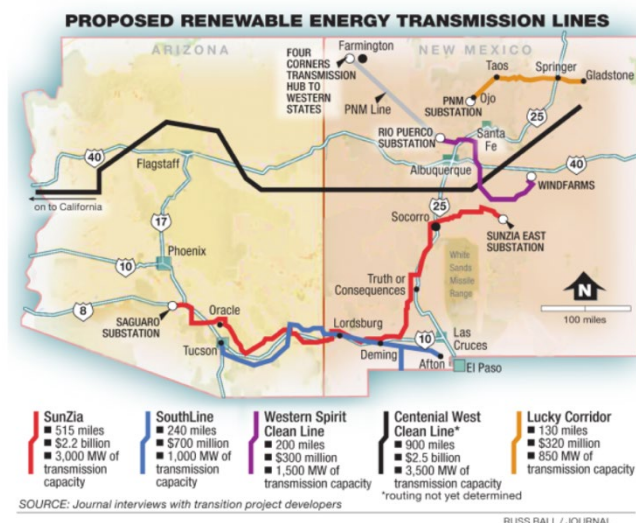 PROPOSED RENEWABLE ENERGY TRANSMISSION LINES
ARIZONA
NEW MEXICO
FOUR
CORNERS
TRANSMISSION
HUB TO
WESTERN
STATES
Farmington
PNM Line
Taos
Springer
Gladstone
PNM
SUBSTATION
Ojo
25
RIO PUERCO
SUBSTATION
Santa
Fe
40
Flagstaff
Albuquerque
40
WINDFARMS
on to California
17
25
Socorro
SUNZIA EAST
SUBSTATION
Phoenix
10
White
Sands
Missile
Range
Truth or
Consequences
N
100 miles
8
SAGUARO
SUBSTATION
Oracle
Tucson
Lordsburg
10
Deming
Las
Cruces
Afton
El Paso
SunZia
■ 515 miles
■ $2.2 billion
■ 3,000 MW of
transmission
capacity
SouthLine
■ 240 miles
■ $700 million
■ 1,000 MW of
transmission
capacity
Western Spirit
Clean Line
■ 200 miles
■ $300 million
■ 1,500 MW of
transmission
capacity
Centenial West
Clean Line*
■ 900 miles
■ $2.5 billion
■ 3,500 MW of
transmission capacity
*routing not yet determined
Lucky Corridor
■ 130 miles
■ $320 million
■ 850 MW of
transmission capacity
SOURCE: Journal interviews with transition project developers
RUSS BALL / JOURNAL